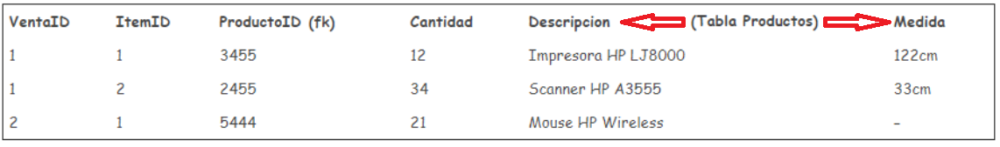 VentaID ItemID ProductoID (fk) Cantidad Descripcion (Tabla Productos) Medida
1 1 3455 12 Impresora HP LJ8000 122cm
1 2 2455 34 Scanner HP A3555 33cm
2 1 5444 21 Mouse HP Wireless -